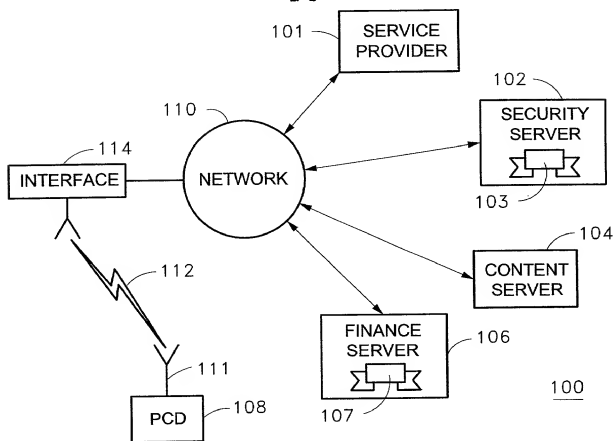 101
SERVICE
PROVIDER
110
102
SECURITY
SERVER
103
114
INTERFACE
NETWORK
104
CONTENT
SERVER
112
FINANCE
SERVER
106
107
111
PCD
108
100